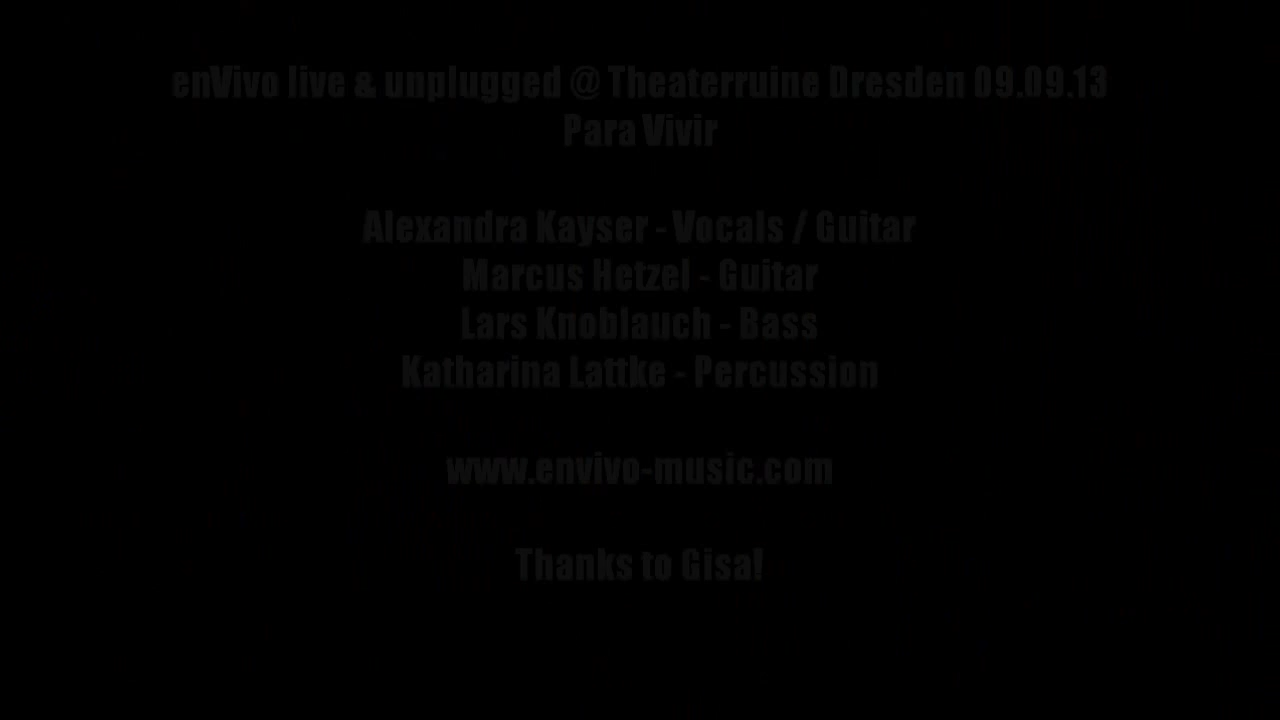 enVivo live & unplugged @ Theaterruine Dresden 09.09.13
Para Vivir
Alexandra Kayser - Vocals / Guitar
Marcus Hetzel - Guitar
Lars Knoblauch - Bass
Katharina Lattke - Percussion
www.envivo-music.com
Thanks to Gisa!